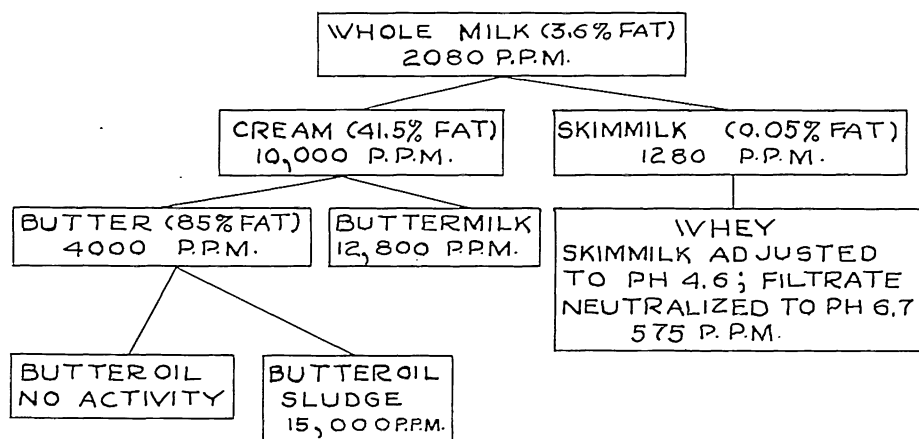 WHOLE MILK (3.6% FAT)
2080 P.P.M.
CREAM (41.5% FAT)
10,000 P.P.M.
SKIMMILK (0.05% FAT)
1280 P.P.M.
BUTTER (85% FAT)
4000 P.P.M.
BUTTERMILK
12,800 P.P.M.
WHEY
SKIMMILK ADJUSTED
TO PH 4.6; FILTRATE
NEUTRALIZED TO PH 6.7
575 P.P.M.
BUTTEROIL
NO ACTIVITY
BUTTEROIL
SLUDGE
15,000 P.P.M.